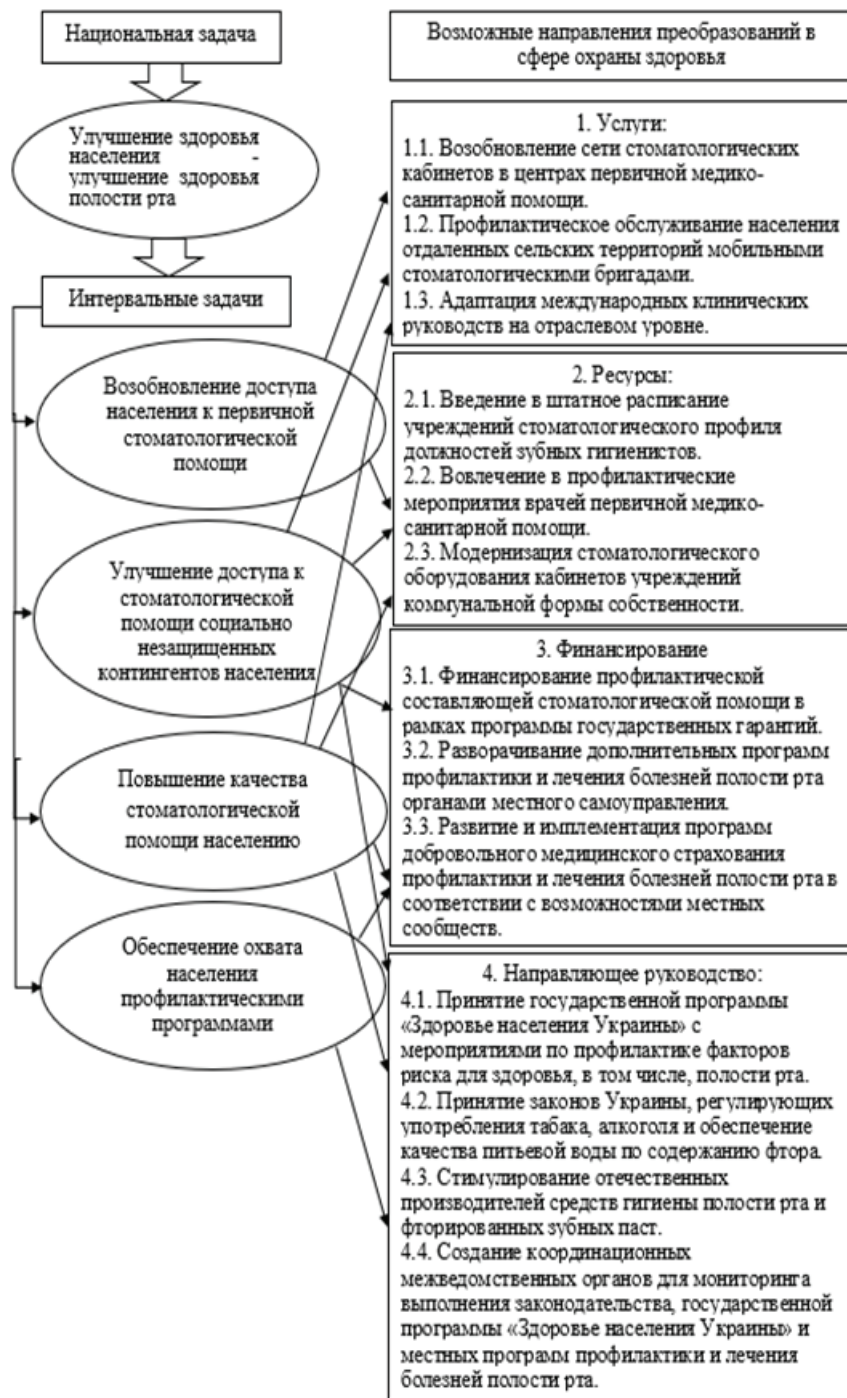 Национальная задача
Улучшение здоровья
населения -
улучшение здоровья
полости рта
Интервальные задачи
Возобновление доступа
населения к первичной
стоматологической
помощи
Улучшение доступа к
стоматологической
помощи социально
незащищенных
контингентов населения
Повышение качества
стоматологической
помощи населению
Обеспечение охвата
населения
профилактическими
программами
Возможные направления преобразований в
сфере охраны здоровья
1. Услуги:
1.1. Возобновление сети стоматологических
кабинетов в центрах первичной медико-
санитарной помощи.
1.2. Профилактическое обслуживание населения
отдаленных сельских территорий мобильными
стоматологическими бригадами.
1.3. Адаптация международных клинических
руководств на отраслевом уровне.
2. Ресурсы:
2.1. Введение в штатное расписание
учреждений стоматологического профиля
должностей зубных гигиенистов.
2.2. Вовлечение в профилактические
мероприятия врачей первичной медико-
санитарной помощи.
2.3. Модернизация стоматологического
оборудования кабинетов учреждений
коммунальной формы собственности.
3. Финансирование
3.1. Финансирование профилактической
составляющей стоматологической помощи в
рамках программы государственных гарантий.
3.2. Разворачивание дополнительных программ
профилактики и лечения болезней полости рта
органами местного самоуправления.
3.3. Развитие и имплементация программ
добровольного медицинского страхования
профилактики и лечения болезней полости рта в
соответствии с возможностями местных
сообществ.
4. Направляющее руководство:
4.1. Принятие государственной программы
«Здоровье населения Украины» с
мероприятиями по профилактике факторов
риска для здоровья, в том числе, полости рта.
4.2. Принятие законов Украины, регулирующих
употребления табака, алкоголя и обеспечение
качества питьевой воды по содержанию фтора.
4.3. Стимулирование отечественных
производителей средств гигиены полости рта и
фторированных зубных паст.
4.4. Создание координационных
межведомственных органов для мониторинга
выполнения законодательства, государственной
программы «Здоровье населения Украины» и
местных программ профилактики и лечения
болезней полости рта.